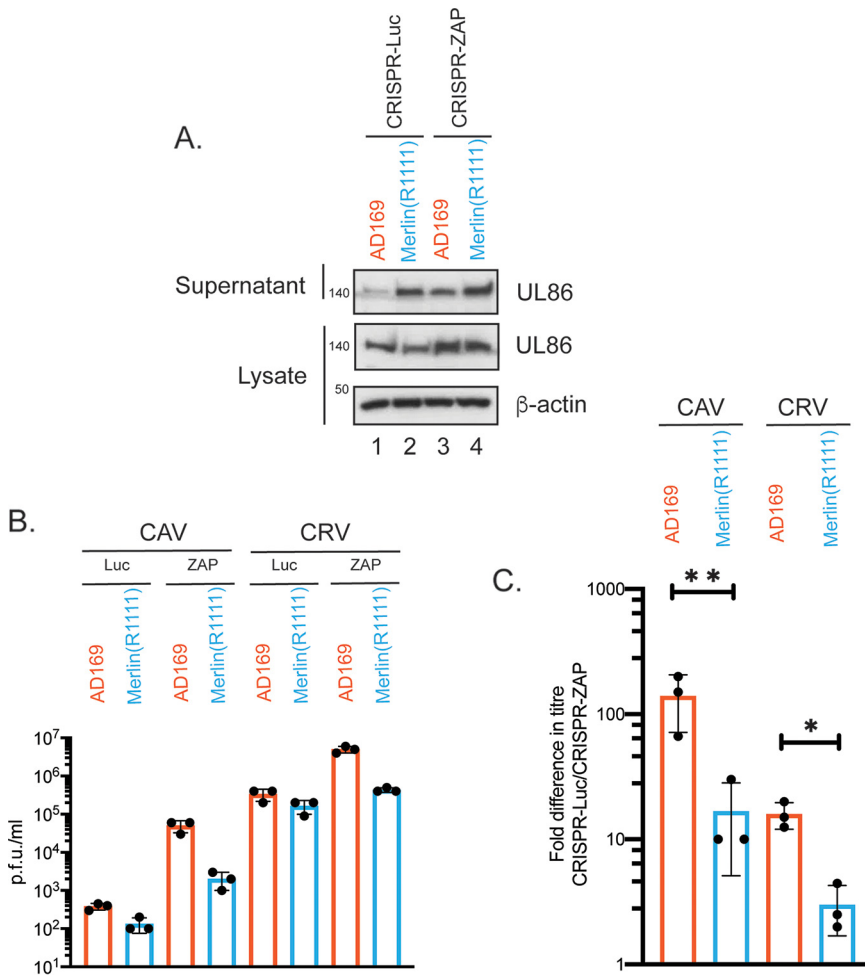 A.
CRISPR-Luc
CRISPR-ZAP
AD169
Merlin(R1111)
AD169
Merlin(R1111)
Supernatant
140
UL86
Lysate
140
UL86
50
β-actin
1 2 3 4
B.
CAV CRV
Luc ZAP Luc ZAP
AD169
Merlin(R1111)
AD169
Merlin(R1111)
AD169
Merlin(R1111)
AD169
Merlin(R1111)
p.f.u./ml
10⁷
10⁶
10⁵
10⁴
10³
10²
10¹
C.
CAV CRV
AD169
Merlin(R1111)
AD169
Merlin(R1111)
Fold difference in titre
CRISPR-Luc/CRISPR-ZAP
1000
100
10
1
**
*